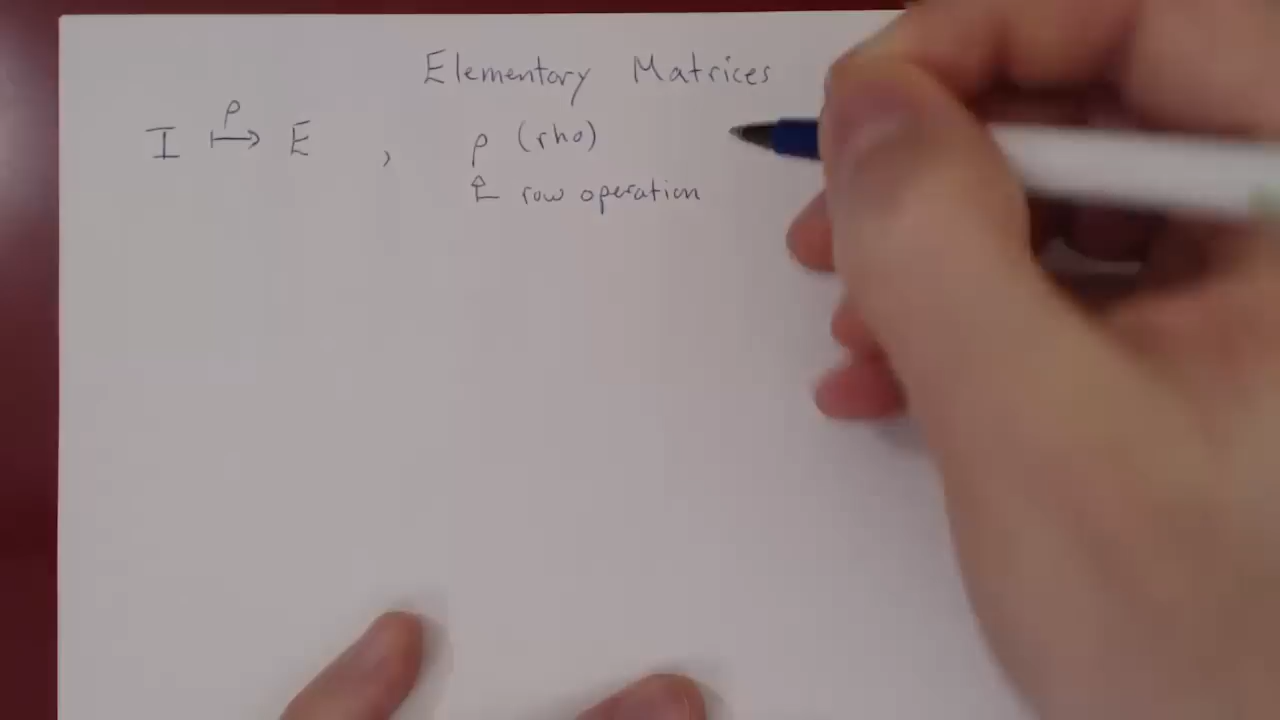 Elementary Matrices
I ρ↦ E , ρ (rho)
↑ row operation